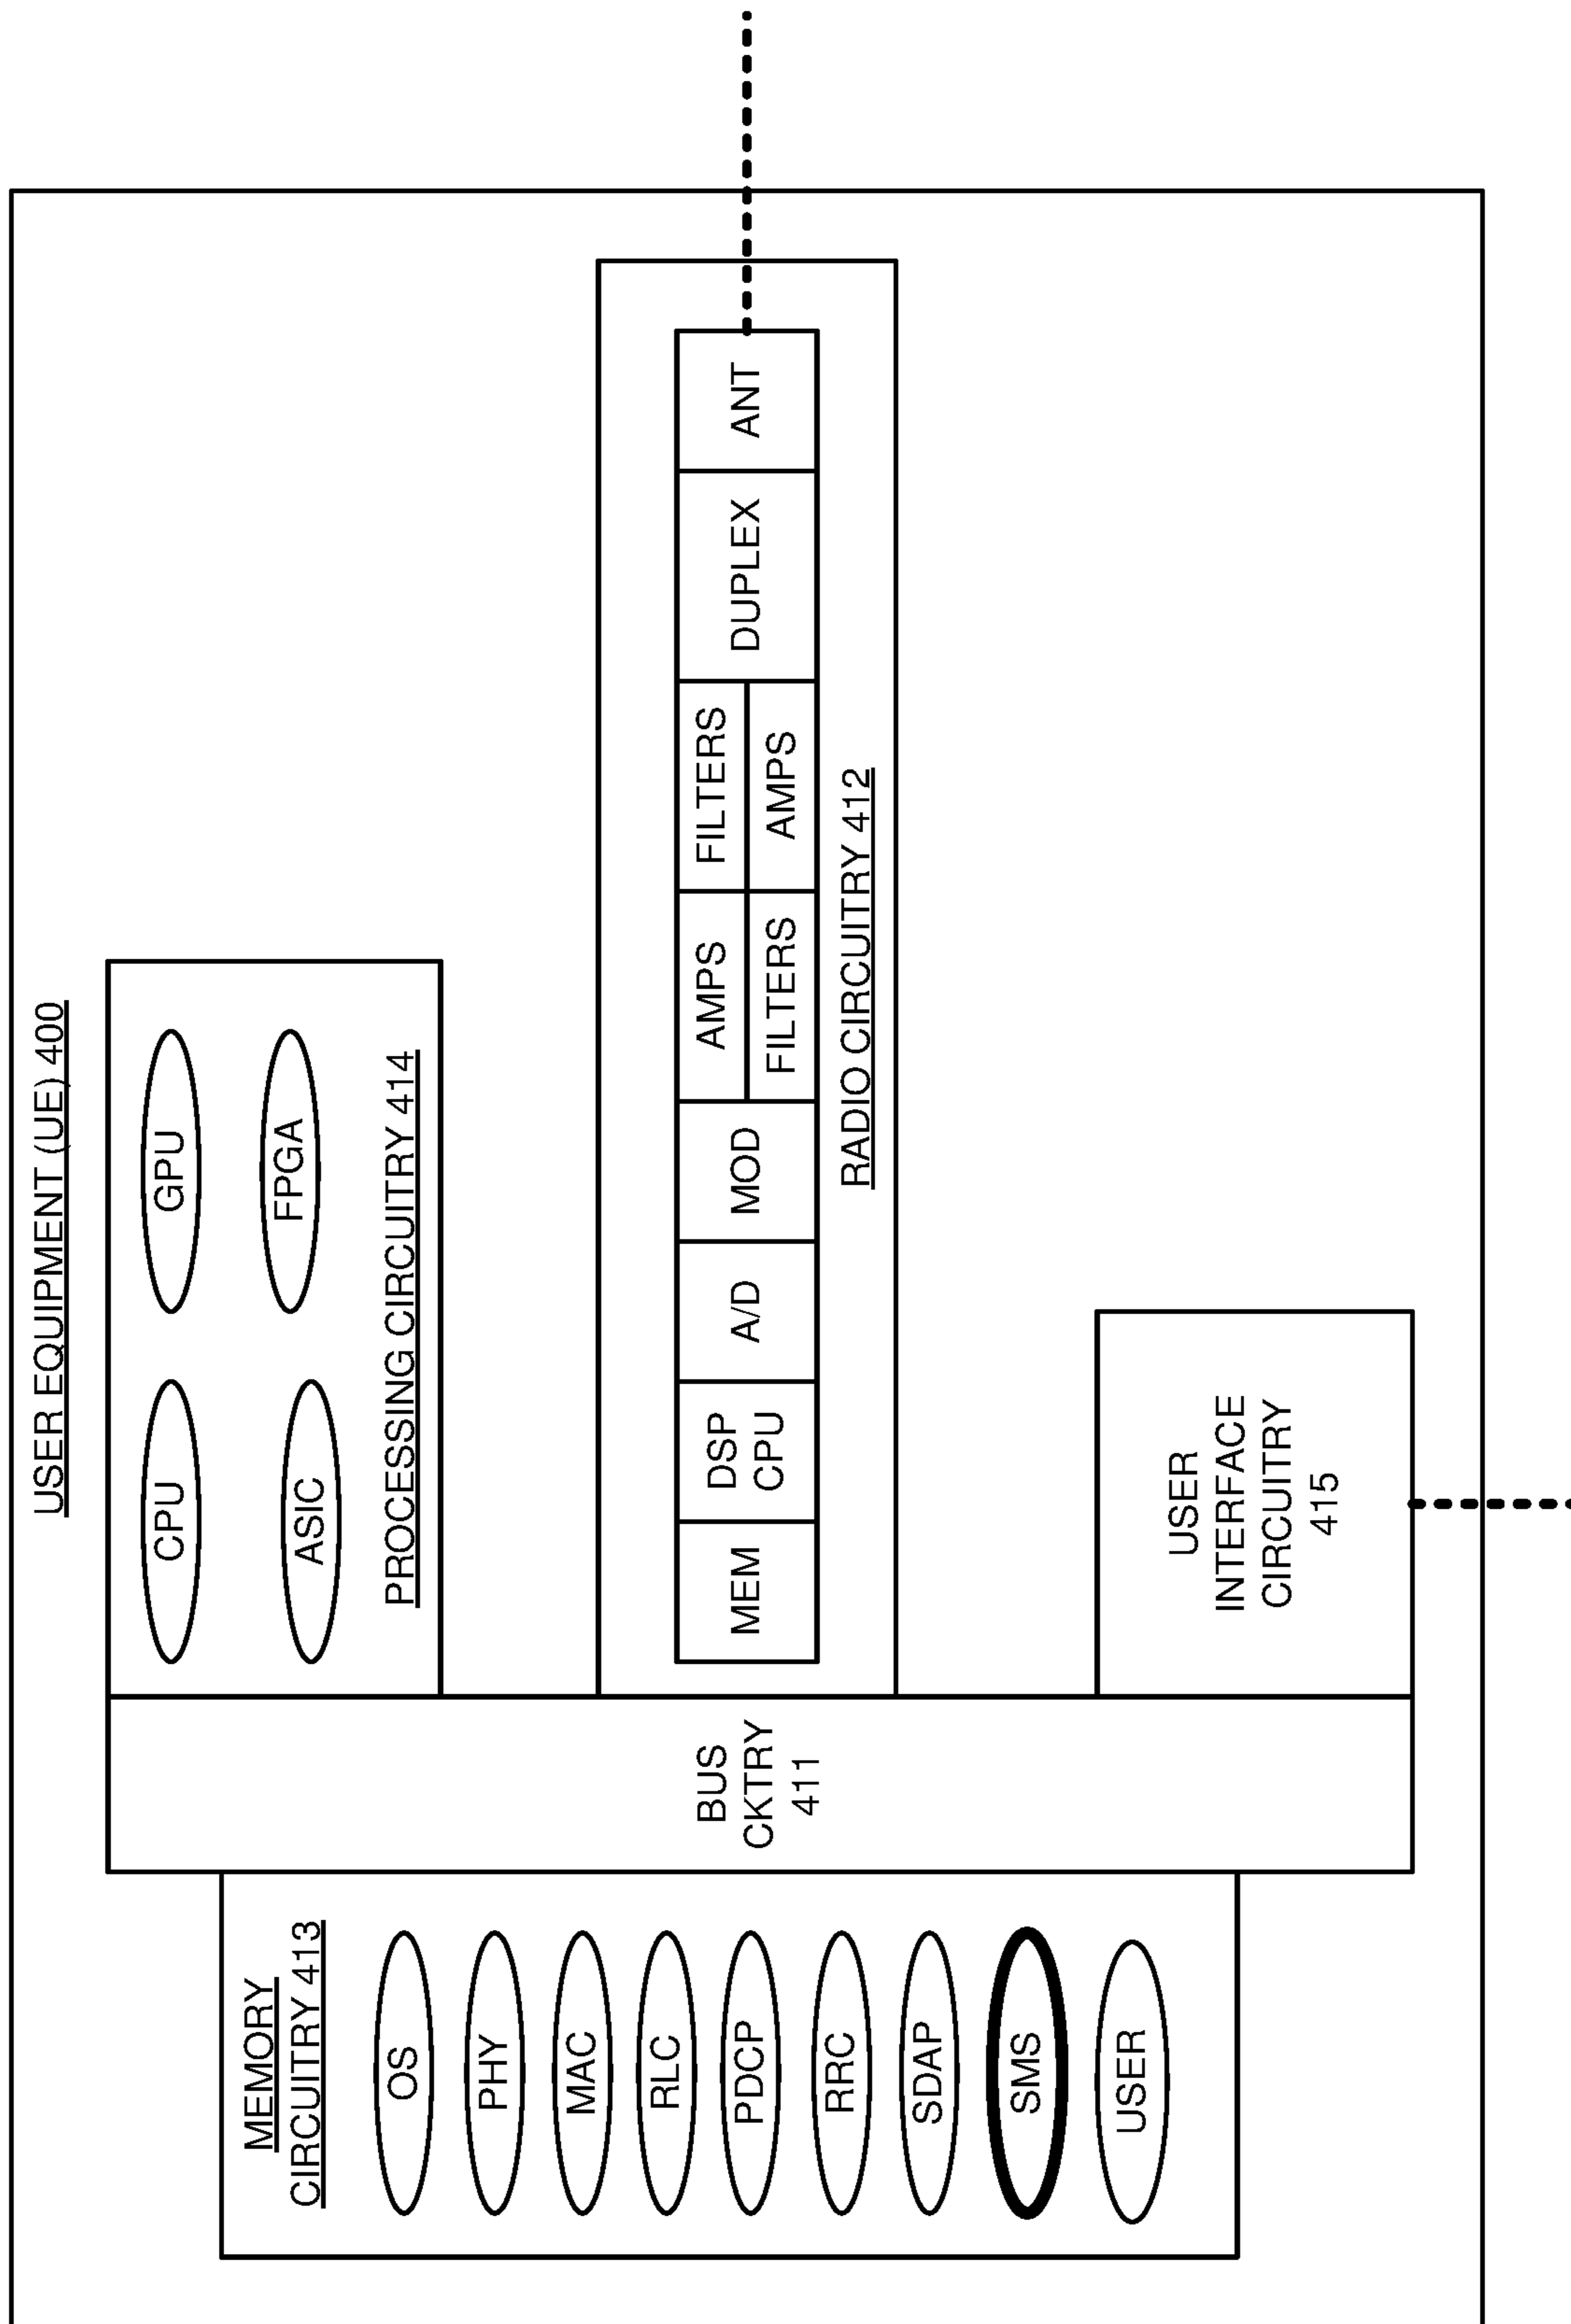 USER EQUIPMENT (UE) 400
MEMORY
CIRCUITRY 413
OS
PHY
MAC
RLC
PDCP
RRC
SDAP
SMS
USER
BUS
CKTRY
411
CPU
GPU
ASIC
FPGA
PROCESSING CIRCUITRY 414
MEM
DSP
CPU
A/D
MOD
AMPS
FILTERS
FILTERS
AMPS
DUPLEX
ANT
RADIO CIRCUITRY 412
USER
INTERFACE
CIRCUITRY
415